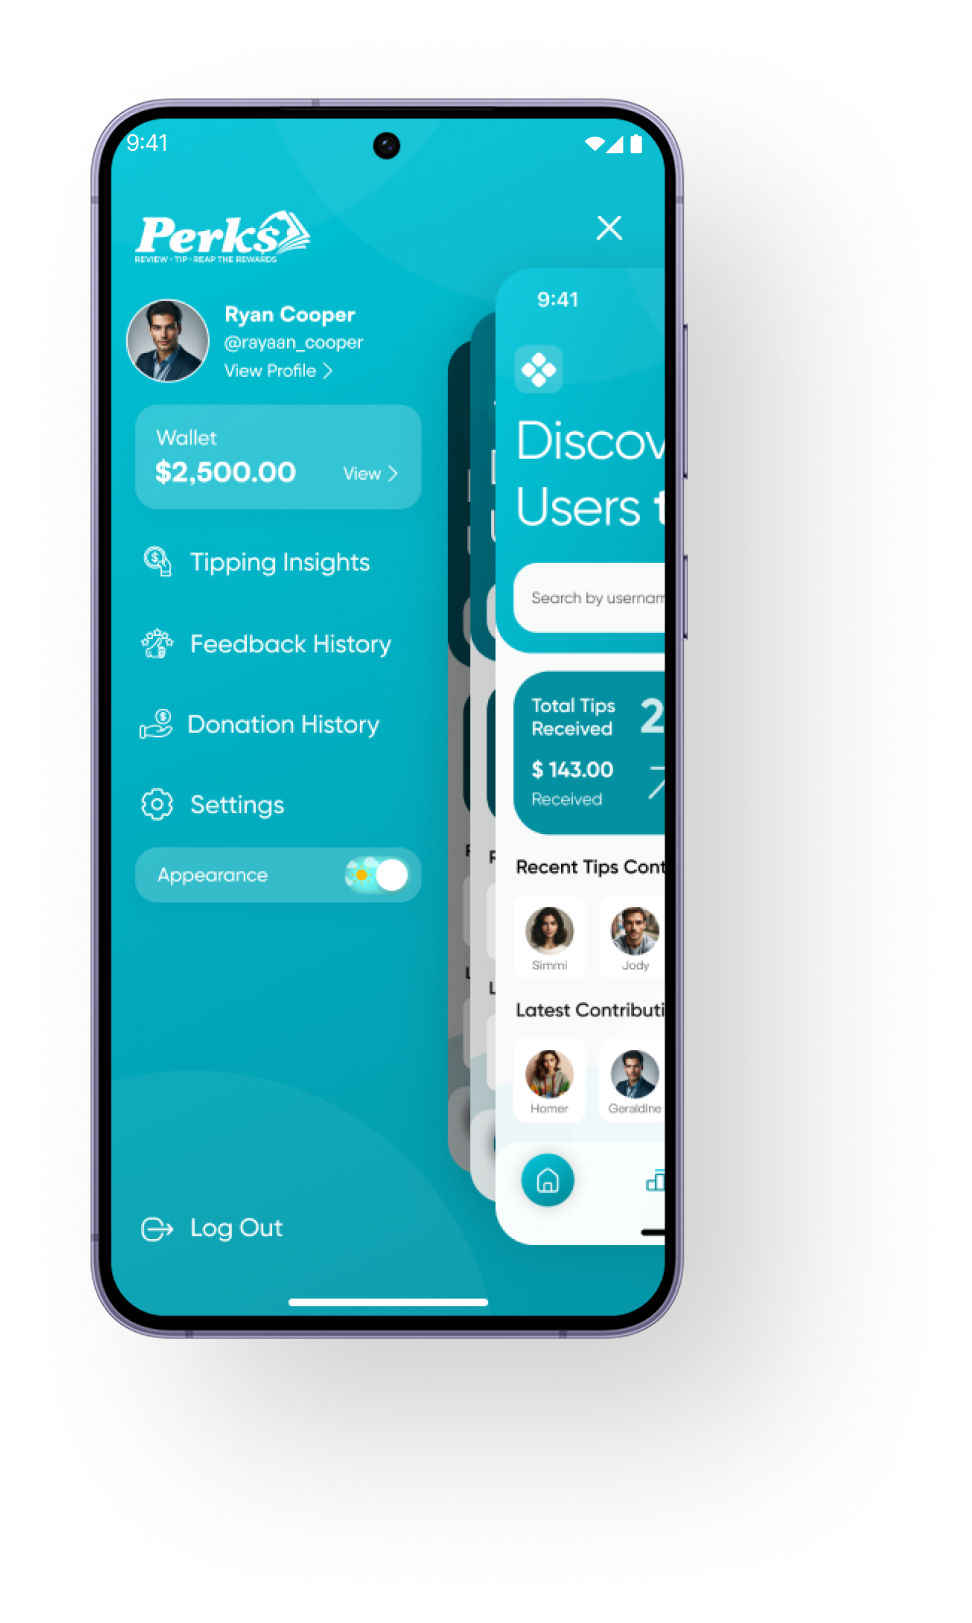 9:41
Perks
REVIEW - TIP - REAP THE REWARDS
Ryan Cooper
@rayaan_cooper
View Profile
Wallet
$2,500.00
View
Tipping Insights
Feedback History
Donation History
Settings
Appearance
Log Out
9:41
Discov
Users t
Search by usernam
Total Tips
Received
2
$ 143.00
Received
Recent Tips Cont
Simmi
Jody
Latest Contributi
Homer
Geraldine